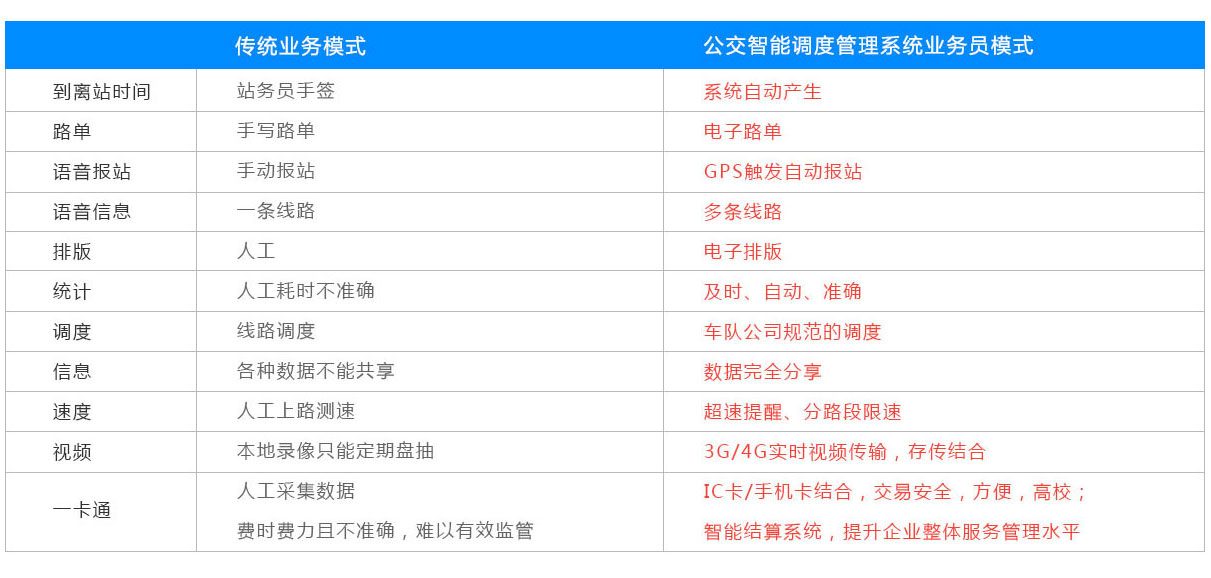 传统业务模式 公交智能调度管理系统业务员模式
到离站时间 站务员手签 系统自动产生
路单 手写路单 电子路单
语音报站 手动报站 GPS触发自动报站
语音信息 一条线路 多条线路
排版 人工 电子排版
统计 人工耗时不准确 及时、自动、准确
调度 线路调度 车队公司规范的调度
信息 各种数据不能共享 数据完全分享
速度 人工上路测速 超速提醒、分路段限速
视频 本地录像只能定期盘抽 3G/4G实时视频传输，存传结合
一卡通 人工采集数据 IC卡/手机卡结合，交易安全，方便，高校；
费时费力且不准确，难以有效监管 智能结算系统，提升企业整体服务管理水平